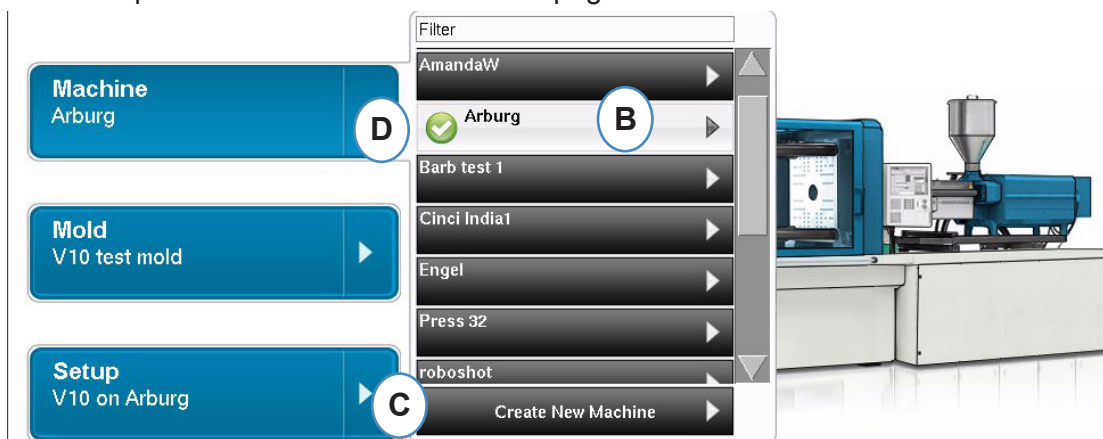 Filter
Machine
Arburg
D
AmandaW
Arburg
B
Barb test 1
Cinci India1
Engel
Press 32
roboshot
Create New Machine
Mold
V10 test mold
Setup
V10 on Arburg
C